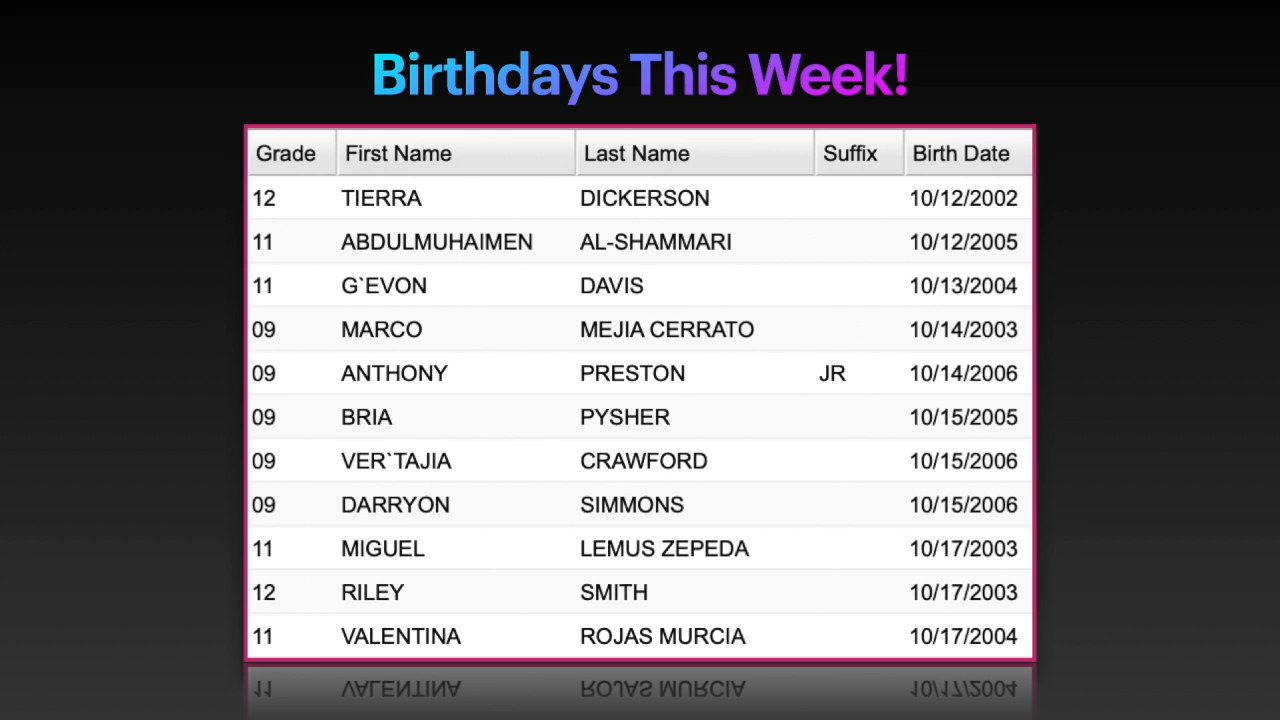 Birthdays This Week!
Grade First Name Last Name Suffix Birth Date
12 TIERRA DICKERSON 10/12/2002
11 ABDULMUHAIMEN AL-SHAMMARI 10/12/2005
11 G`EVON DAVIS 10/13/2004
09 MARCO MEJIA CERRATO 10/14/2003
09 ANTHONY PRESTON JR 10/14/2006
09 BRIA PYSHER 10/15/2005
09 VER`TAJIA CRAWFORD 10/15/2006
09 DARRYON SIMMONS 10/15/2006
11 MIGUEL LEMUS ZEPEDA 10/17/2003
12 RILEY SMITH 10/17/2003
11 VALENTINA ROJAS MURCIA 10/17/2004